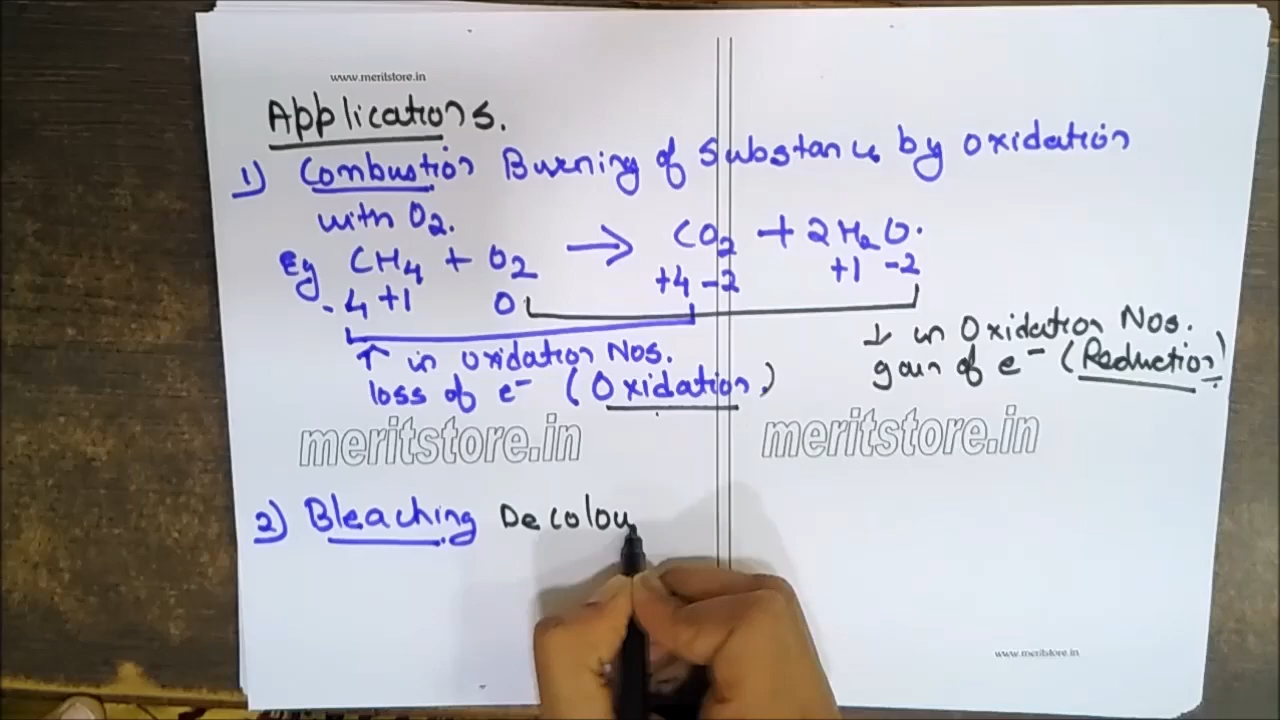 www.meritstore.in
Applications.
1) Combustion Burning of substance by oxidation
with O2.
Eg CH4 + O2 → CO2 + 2H2O.
-4 +1 0 +4 -2 +1 -2
↑ in oxidation Nos.
loss of e⁻ (Oxidation)
↓ in Oxidation Nos.
gain of e⁻ (Reduction)
meritstore.in meritstore.in
2) Bleaching Decolou
www.meritstore.in